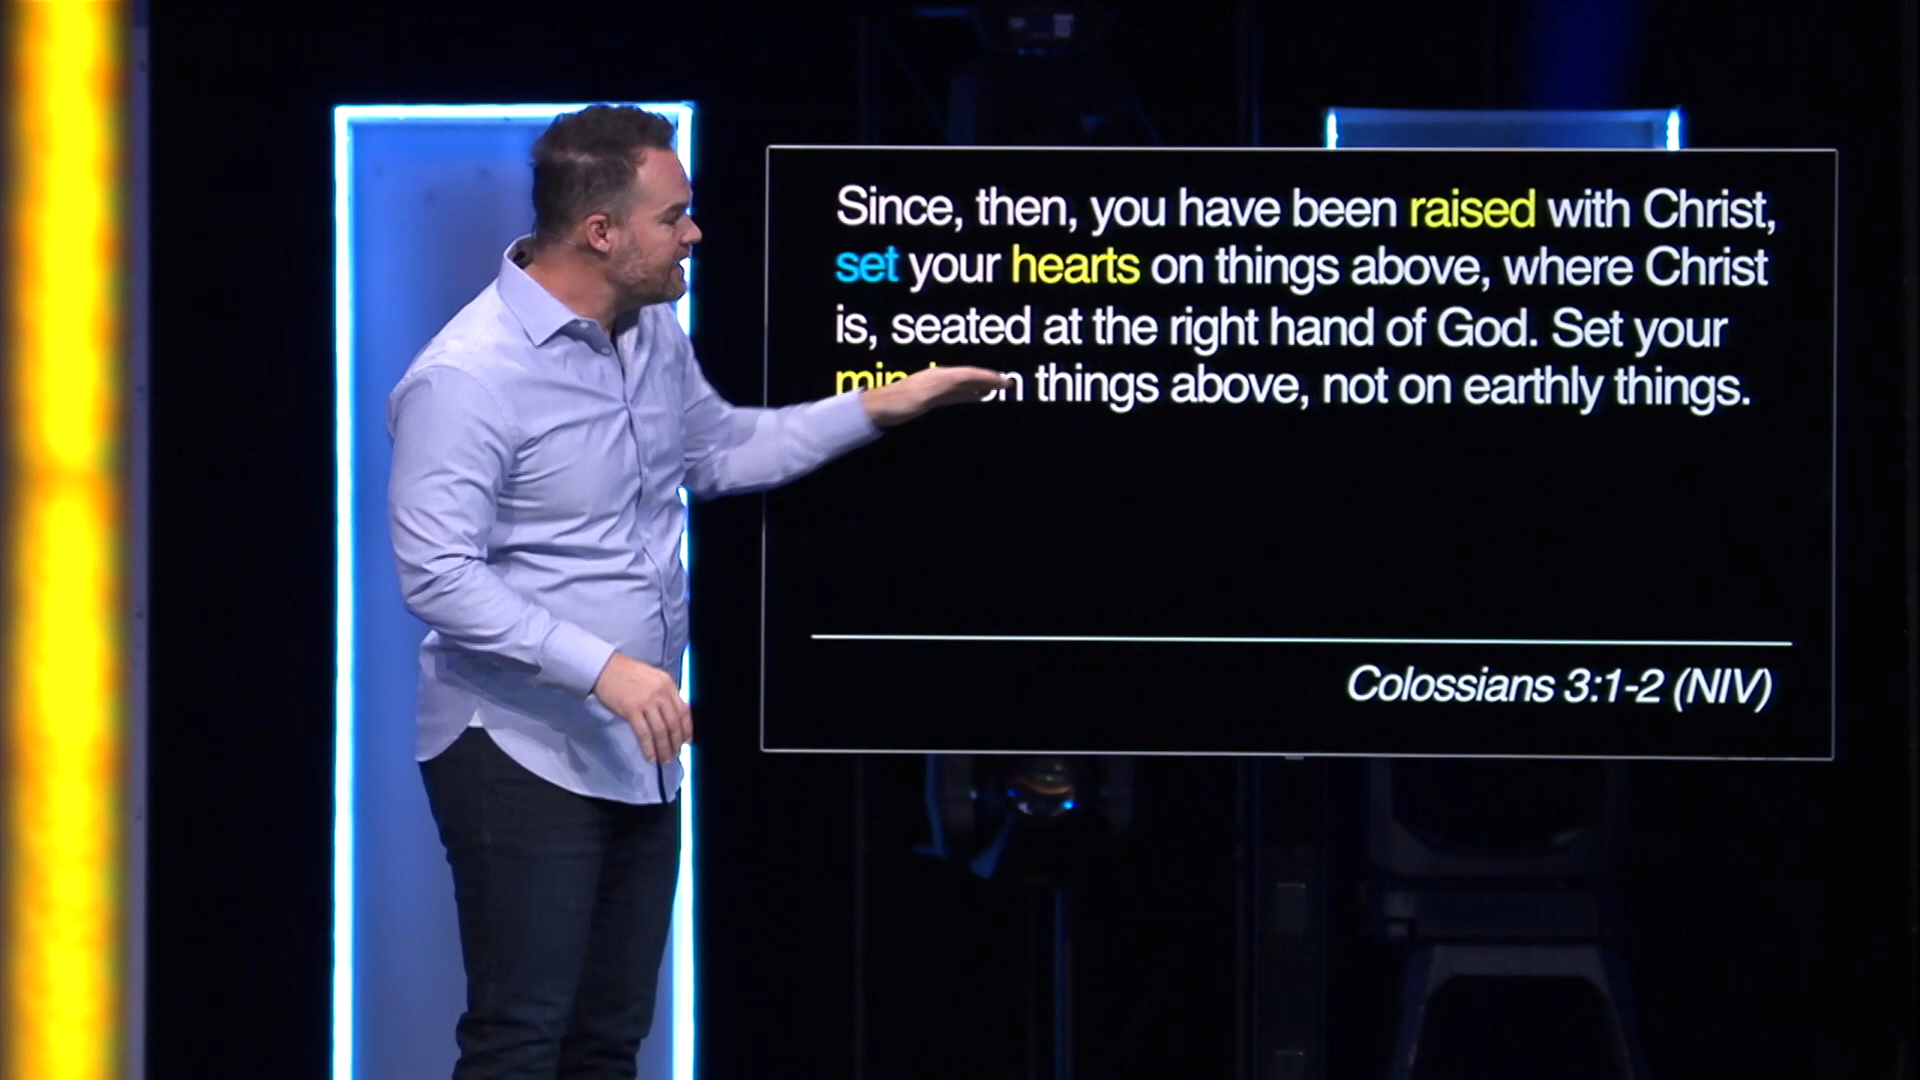 Since, then, you have been raised with Christ,
set your hearts on things above, where Christ
is, seated at the right hand of God. Set your
things above, not on earthly things.
Colossians 3:1-2 (NIV)